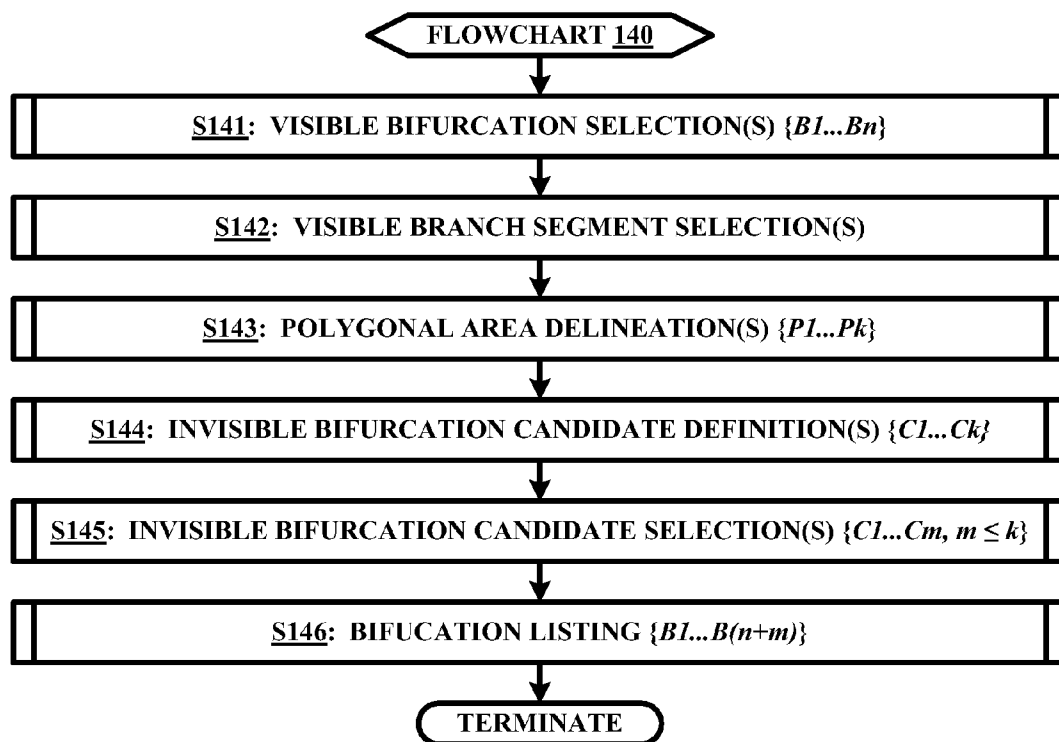 FLOWCHART 140
S141: VISIBLE BIFURCATION SELECTION(S) {B1...Bn}
S142: VISIBLE BRANCH SEGMENT SELECTION(S)
S143: POLYGONAL AREA DELINEATION(S) {P1...Pk}
S144: INVISIBLE BIFURCATION CANDIDATE DEFINITION(S) {C1...Ck}
S145: INVISIBLE BIFURCATION CANDIDATE SELECTION(S) {C1...Cm, m ≤ k}
S146: BIFUCATION LISTING {B1...B(n+m)}
TERMINATE